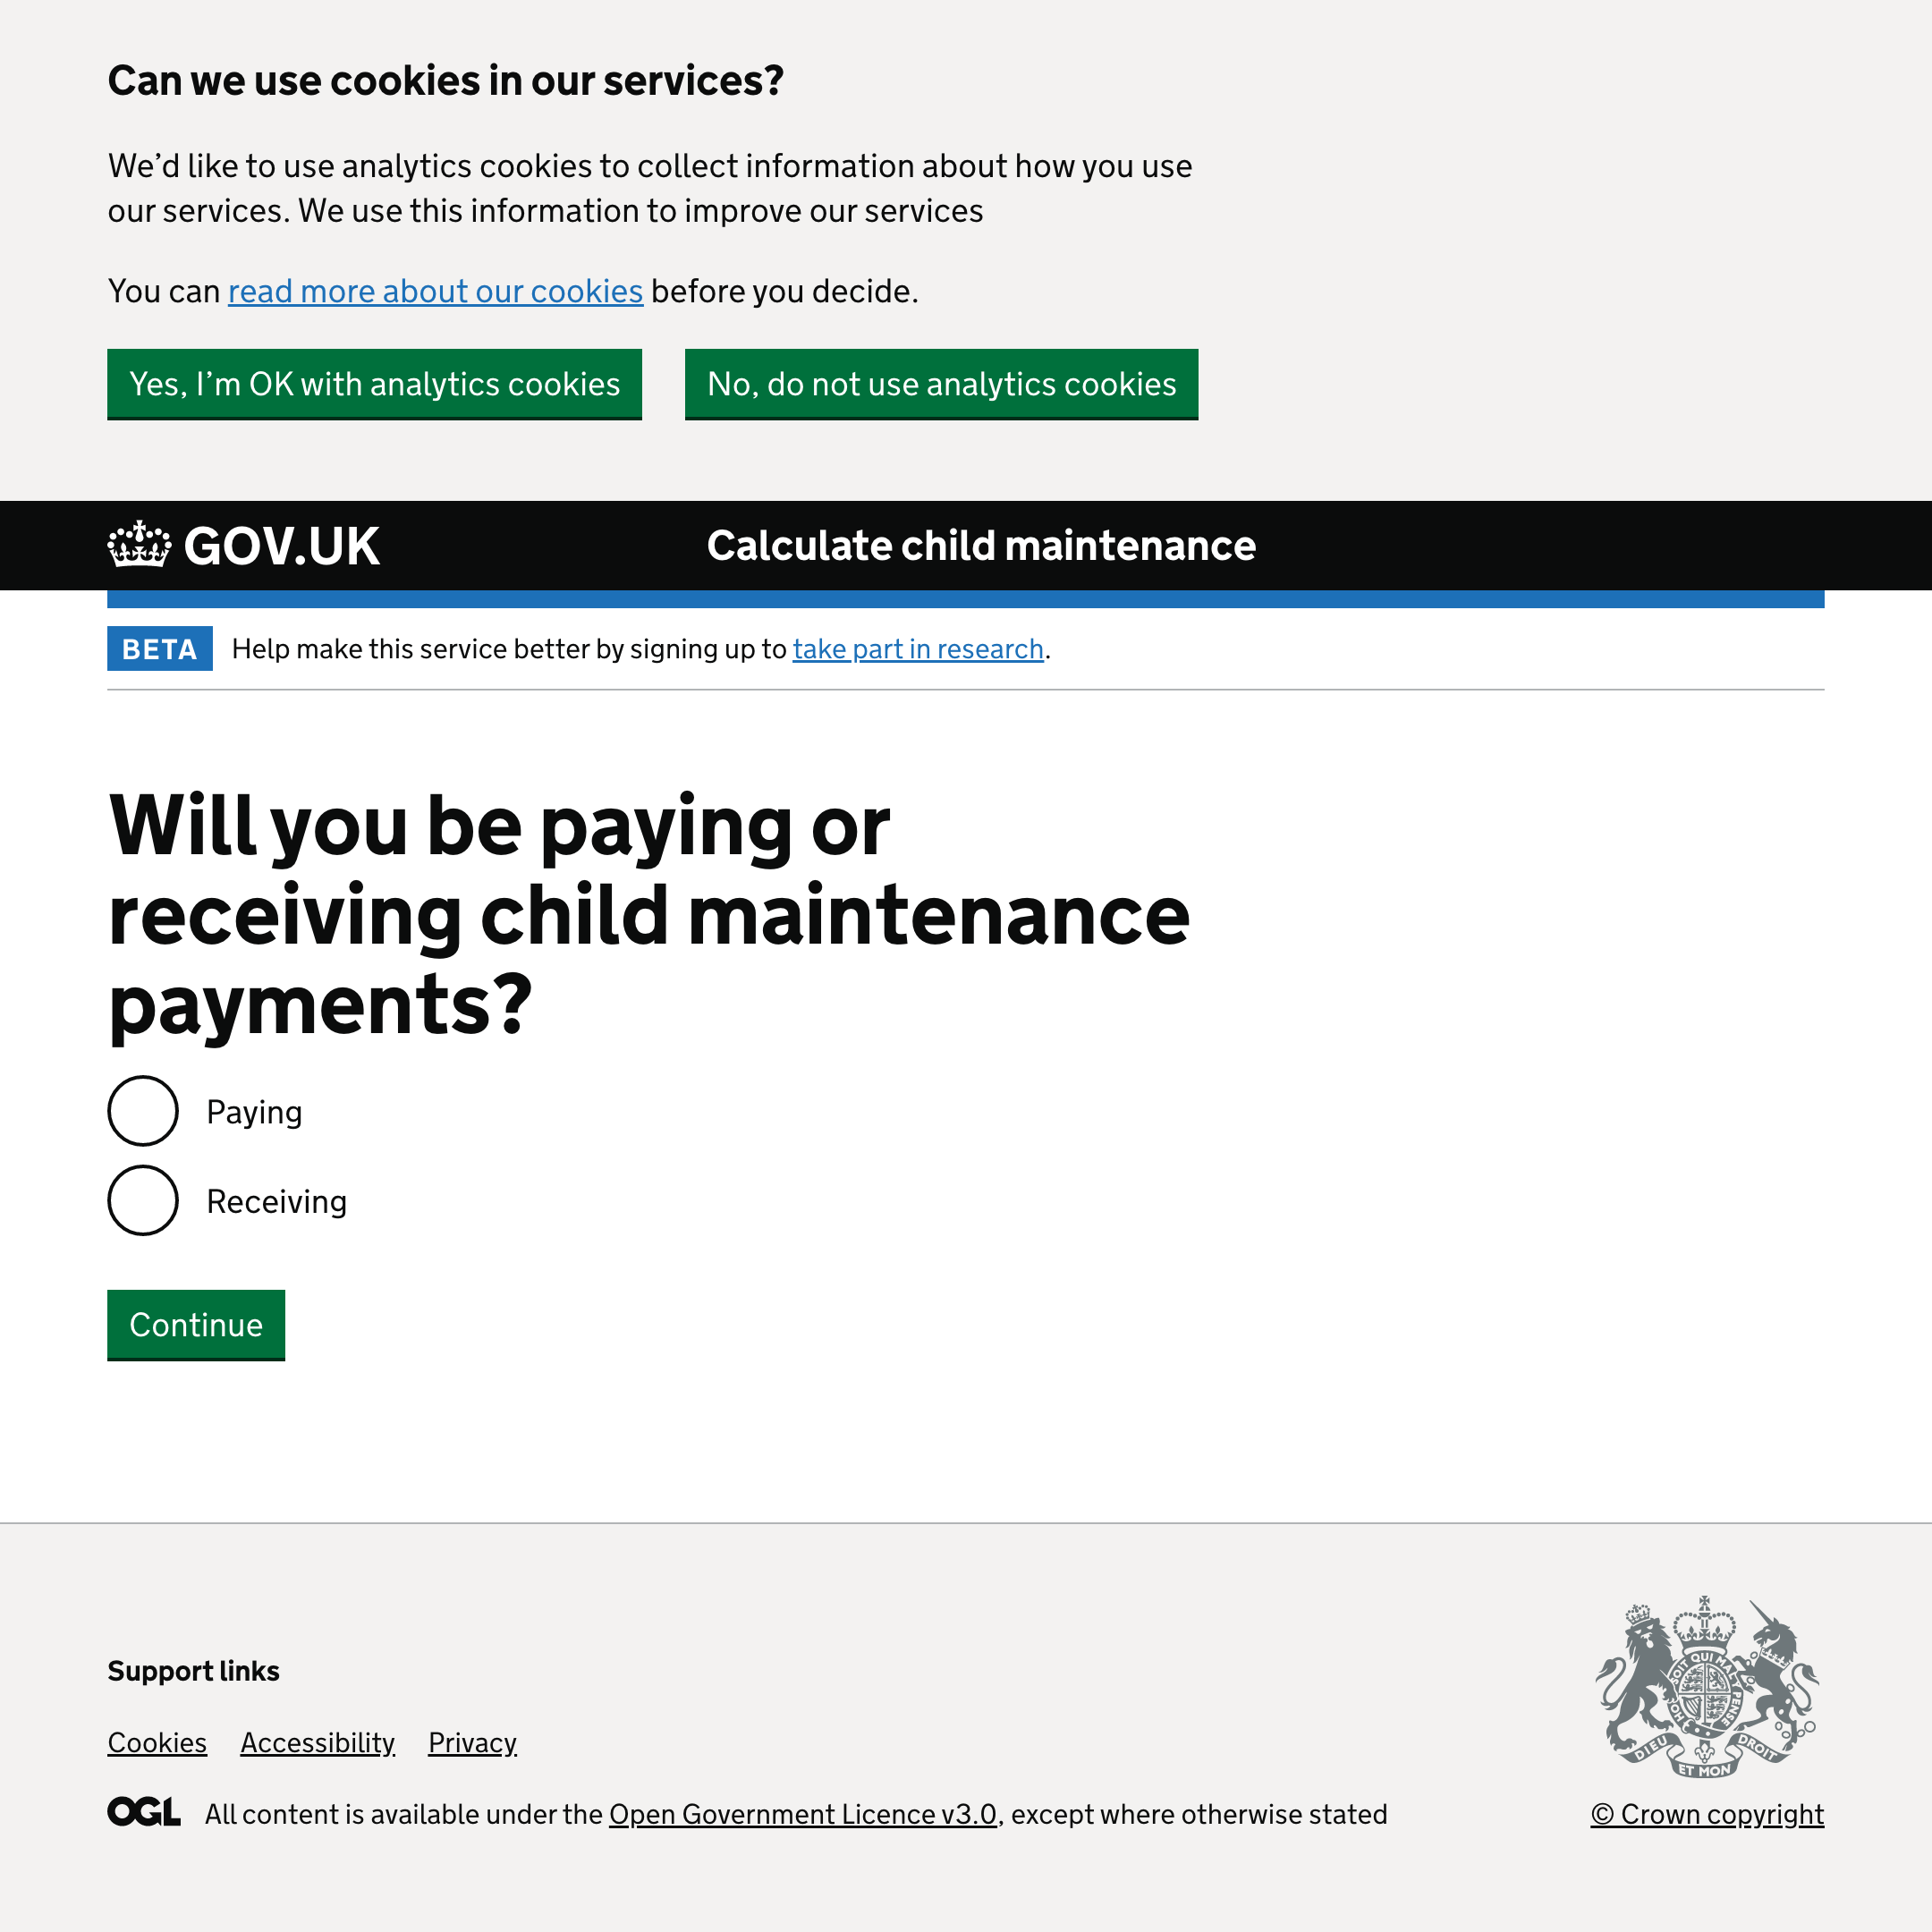 Can we use cookies in our services?
We’d like to use analytics cookies to collect information about how you use
our services. We use this information to improve our services
You can read more about our cookies before you decide.
Yes, I’m OK with analytics cookies
No, do not use analytics cookies
GOV.UK
Calculate child maintenance
BETA
Help make this service better by signing up to take part in research.
Will you be paying or
receiving child maintenance
payments?
Paying
Receiving
Continue
Support links
Cookies Accessibility Privacy
SOIT QUI MAL
PENSE
HO
DIEU
ET MON
DROIT
OGL
All content is available under the Open Government Licence v3.0, except where otherwise stated
© Crown copyright